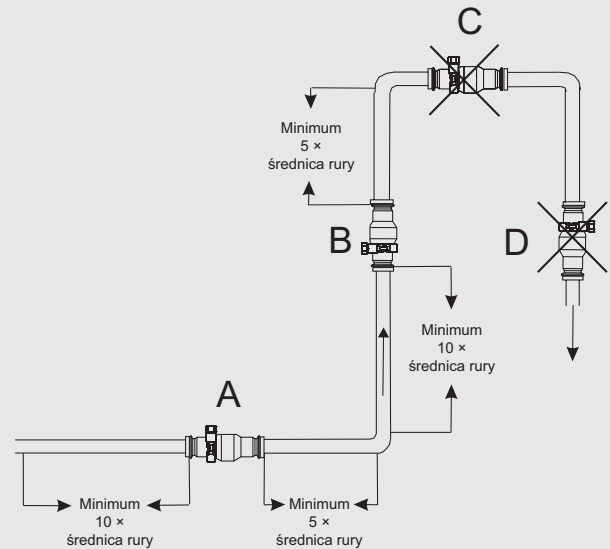 C
Minimum
5 ×
średnica rury
B
D
Minimum
10 ×
średnica rury
A
Minimum
10 ×
średnica rury
Minimum
5 ×
średnica rury